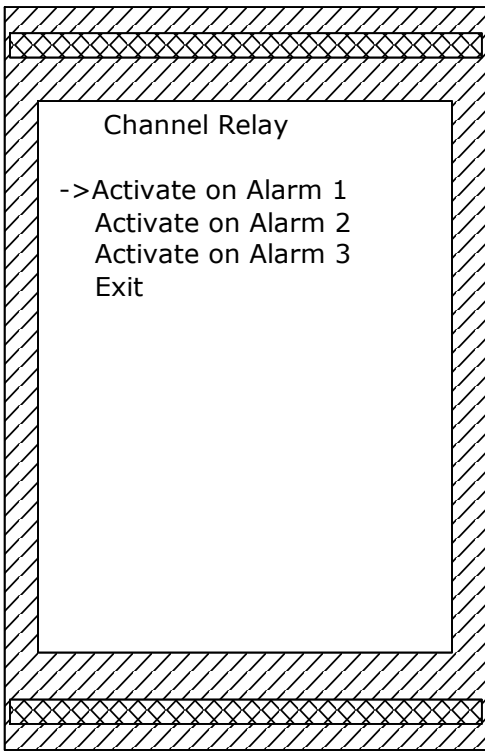 Channel Relay
->Activate on Alarm 1
Activate on Alarm 2
Activate on Alarm 3
Exit